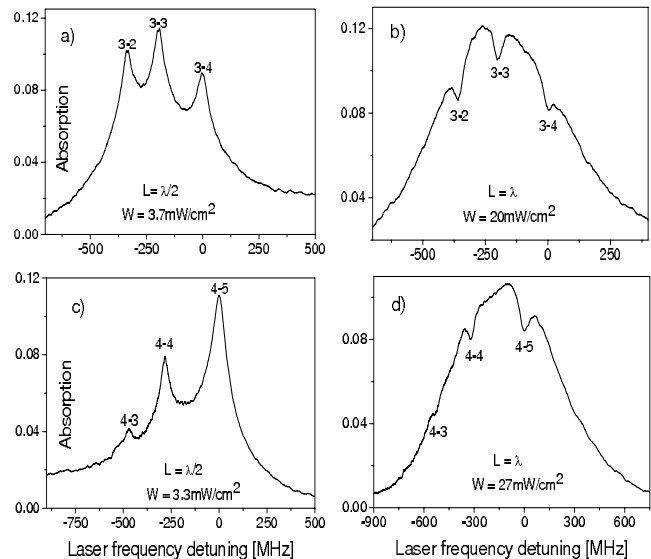 a)
3-2
3-3
3-4
Absorption
L= λ/2
W = 3.7mW/cm²
0.12
0.08
0.04
0.00
-500 -250 0 250 500
b)
3-2
3-3
3-4
L = λ
W = 20mW/cm²
0.12
0.08
0.04
-500 -250 0 250
c)
4-3
4-4
4-5
Absorption
L = λ/2
W = 3.3mW/cm²
0.12
0.08
0.04
0.00
-750 -500 -250 0 250 500
Laser frequency detuning [MHz]
d)
4-3
4-4
4-5
L = λ
W = 27mW/cm²
0.08
0.04
0.00
-900 -600 -300 0 300 600
Laser frequency detuning [MHz]